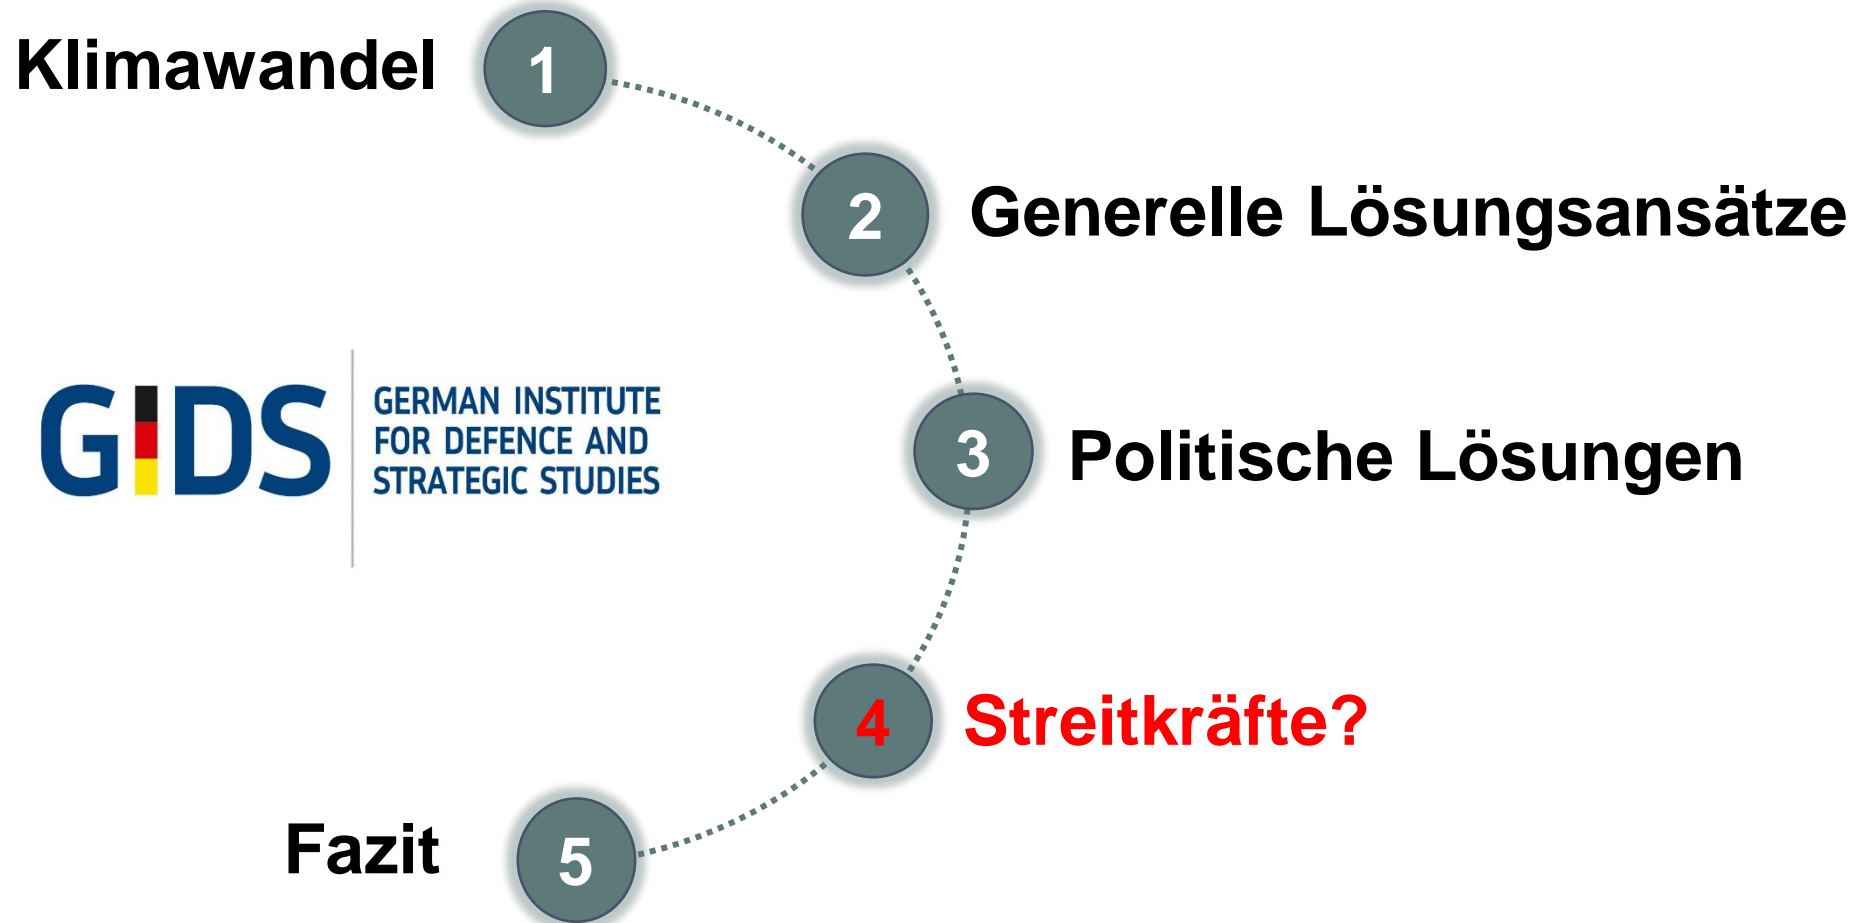 Klimawandel 1
2 Generelle Lösungsansätze
GIDS
GERMAN INSTITUTE
FOR DEFENCE AND
STRATEGIC STUDIES
3 Politische Lösungen
4 Streitkräfte?
Fazit 5